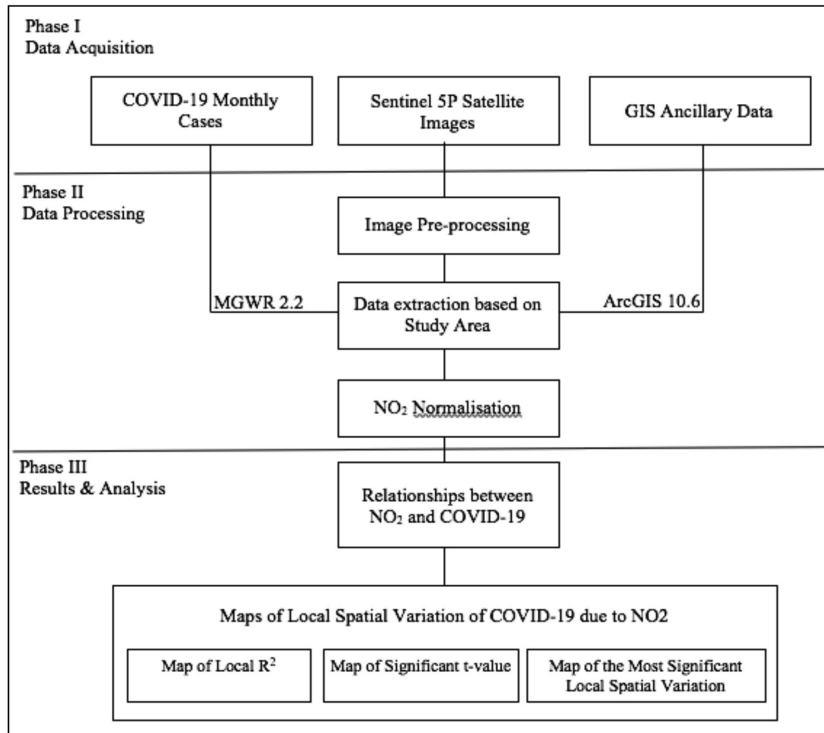 Phase I
Data Acquisition
COVID-19 Monthly
Cases
Sentinel 5P Satellite
Images
GIS Ancillary Data
Phase II
Data Processing
Image Pre-processing
MGWR 2.2
Data extraction based on
Study Area
ArcGIS 10.6
NO₂ Normalisation
Phase III
Results & Analysis
Relationships between
NO₂ and COVID-19
Maps of Local Spatial Variation of COVID-19 due to NO2
Map of Local R²
Map of Significant t-value
Map of the Most Significant
Local Spatial Variation